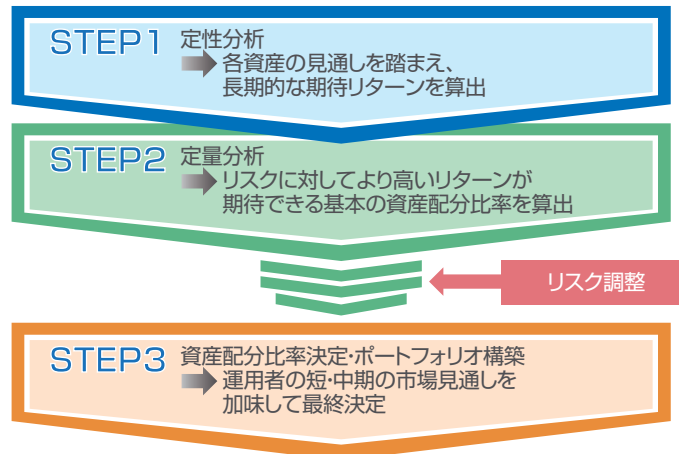 STEP1 定性分析
各資産の見通しを踏まえ、
長期的な期待リターンを算出
STEP2 定量分析
リスクに対してより高いリターンが
期待できる基本の資産配分比率を算出
リスク調整
STEP3 資産配分比率決定・ポートフォリオ構築
運用者の短・中期の市場見通しを
加味して最終決定